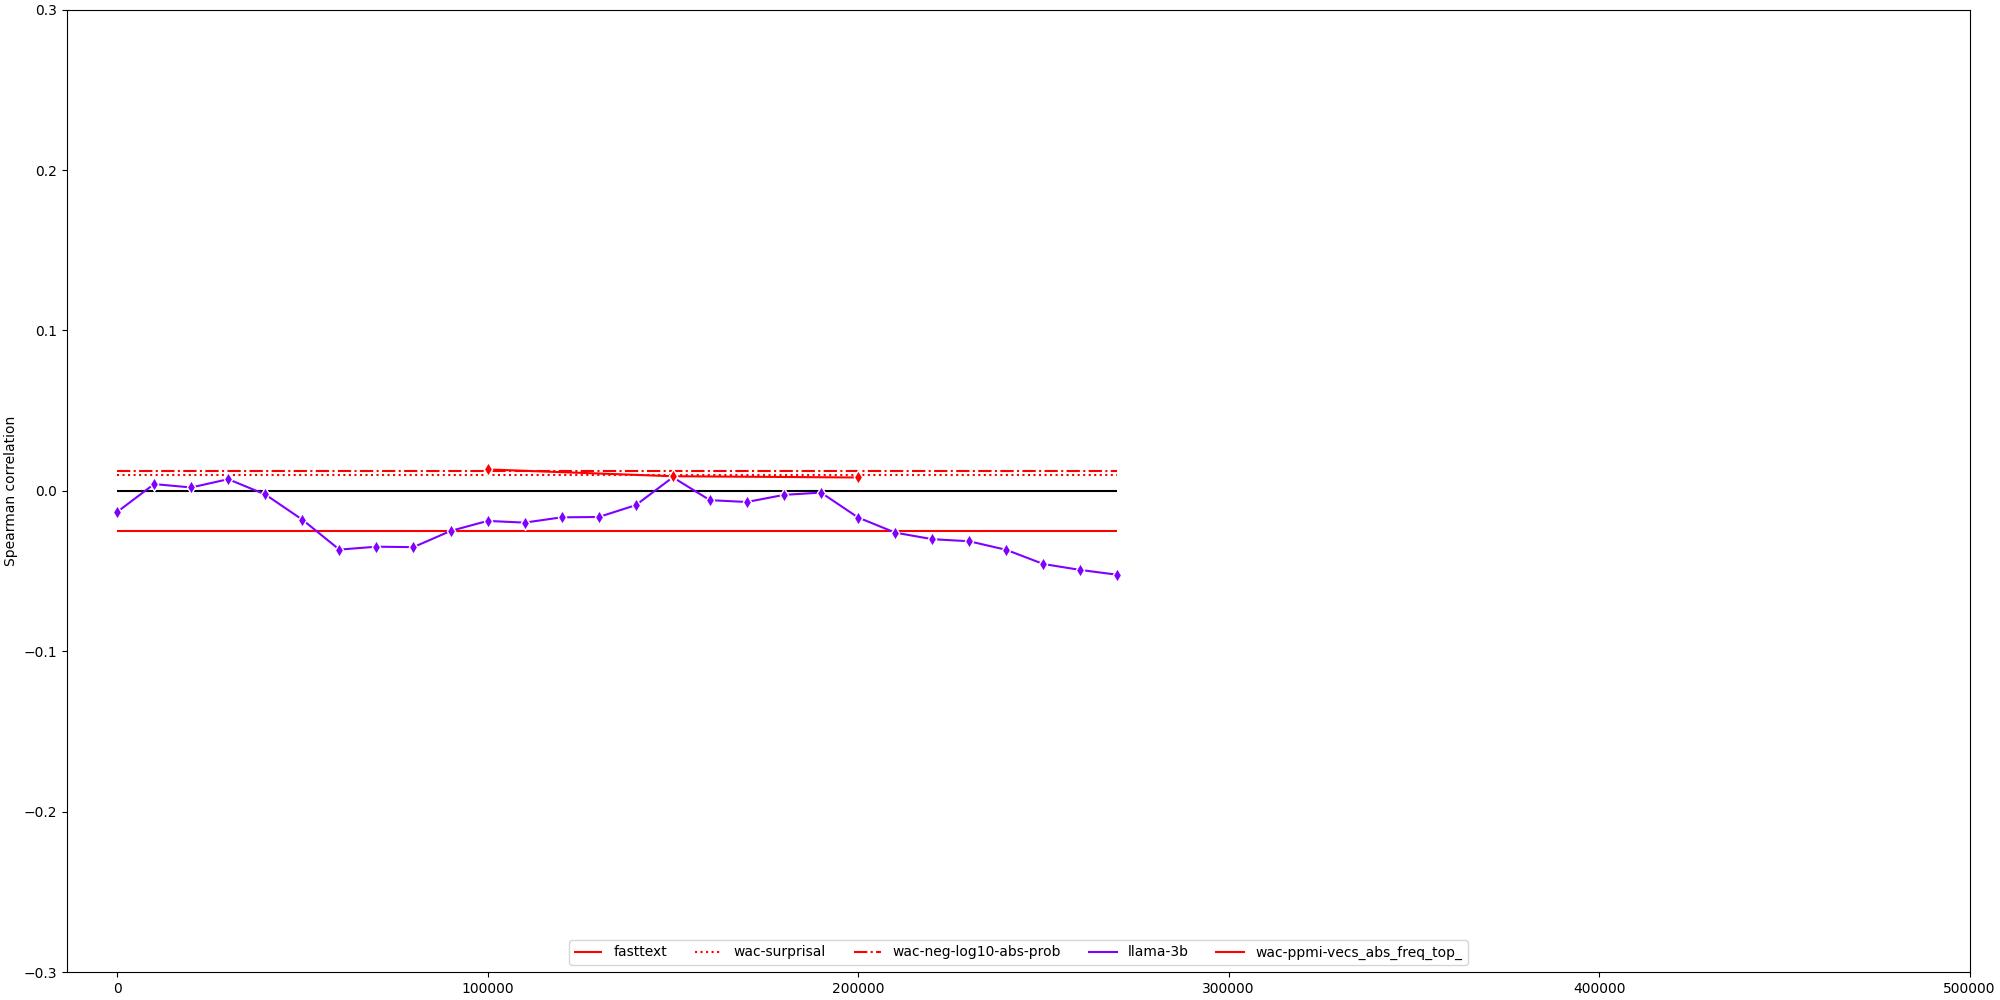 0.3
0.2
0.1
0.0
−0.1
−0.2
−0.3
Spearman correlation
0 100000 200000 300000 400000 500000
fasttext wac-surprisal wac-neg-log10-abs-prob llama-3b wac-ppmi-vecs_abs_freq_top_